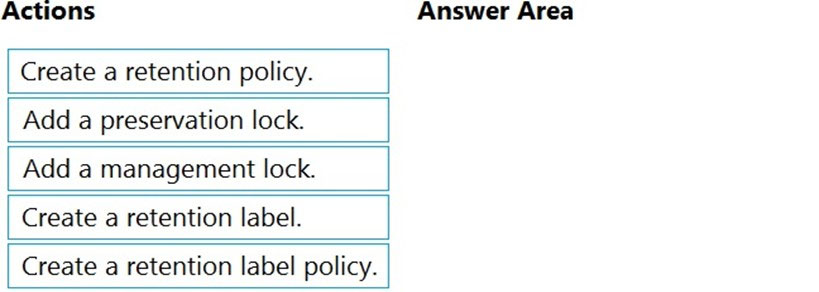 Actions
Answer Area
Create a retention policy.
Add a preservation lock.
Add a management lock.
Create a retention label.
Create a retention label policy.